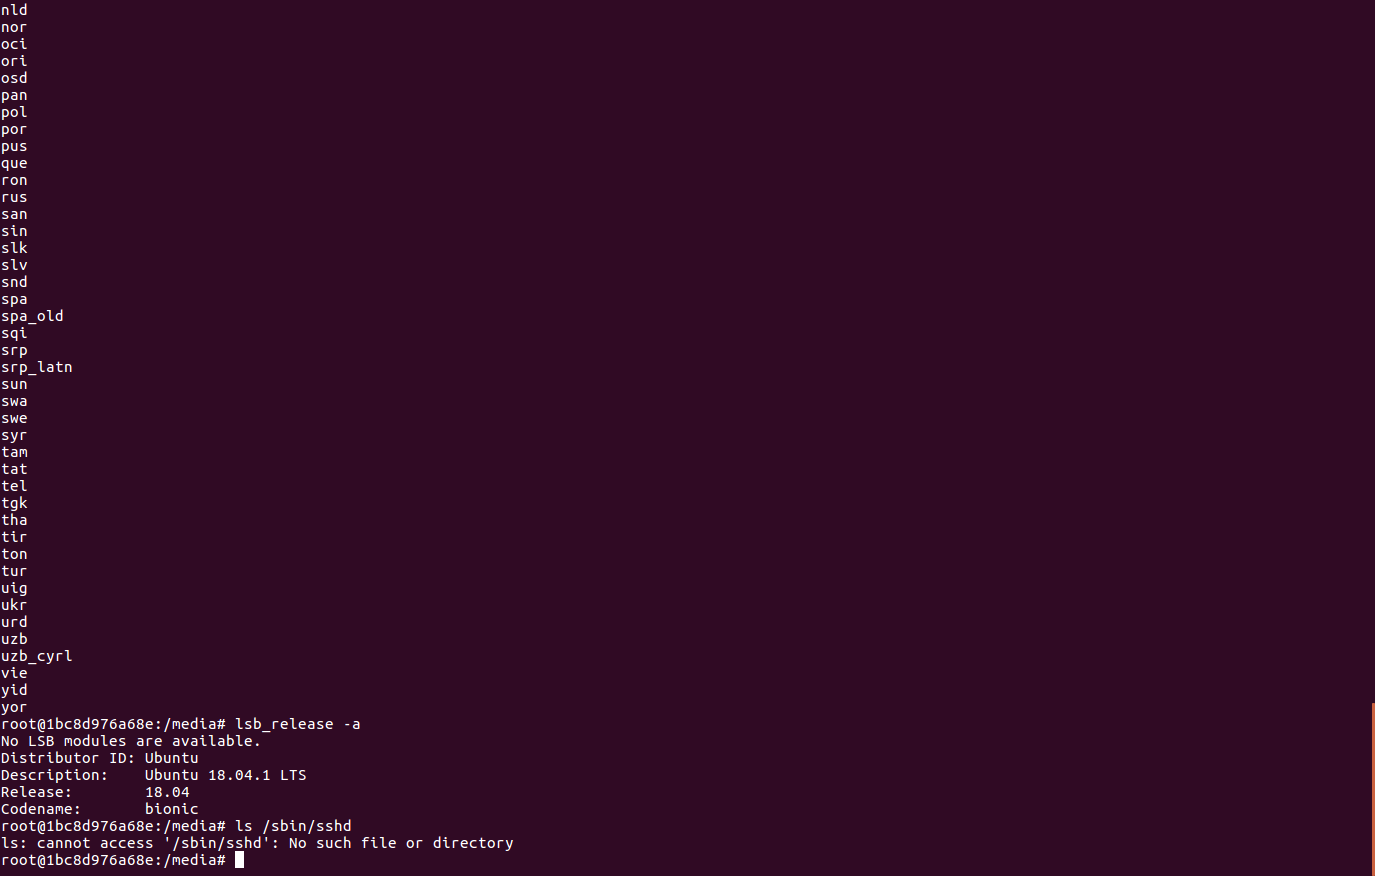 nld
nor
oci
ori
osd
pan
pol
por
pus
que
ron
rus
san
sin
slk
slv
snd
spa
spa_old
sqi
srp
srp_latn
sun
swa
swe
syr
tam
tat
tel
tgk
tha
tir
ton
tur
uig
ukr
urd
uzb
uzb_cyrl
vie
yid
yor
root@1bc8d976a68e:/media# lsb_release -a
No LSB modules are available.
Distributor ID: Ubuntu
Description:    Ubuntu 18.04.1 LTS
Release:        18.04
Codename:       bionic
root@1bc8d976a68e:/media# ls /sbin/sshd
ls: cannot access '/sbin/sshd': No such file or directory
root@1bc8d976a68e:/media#